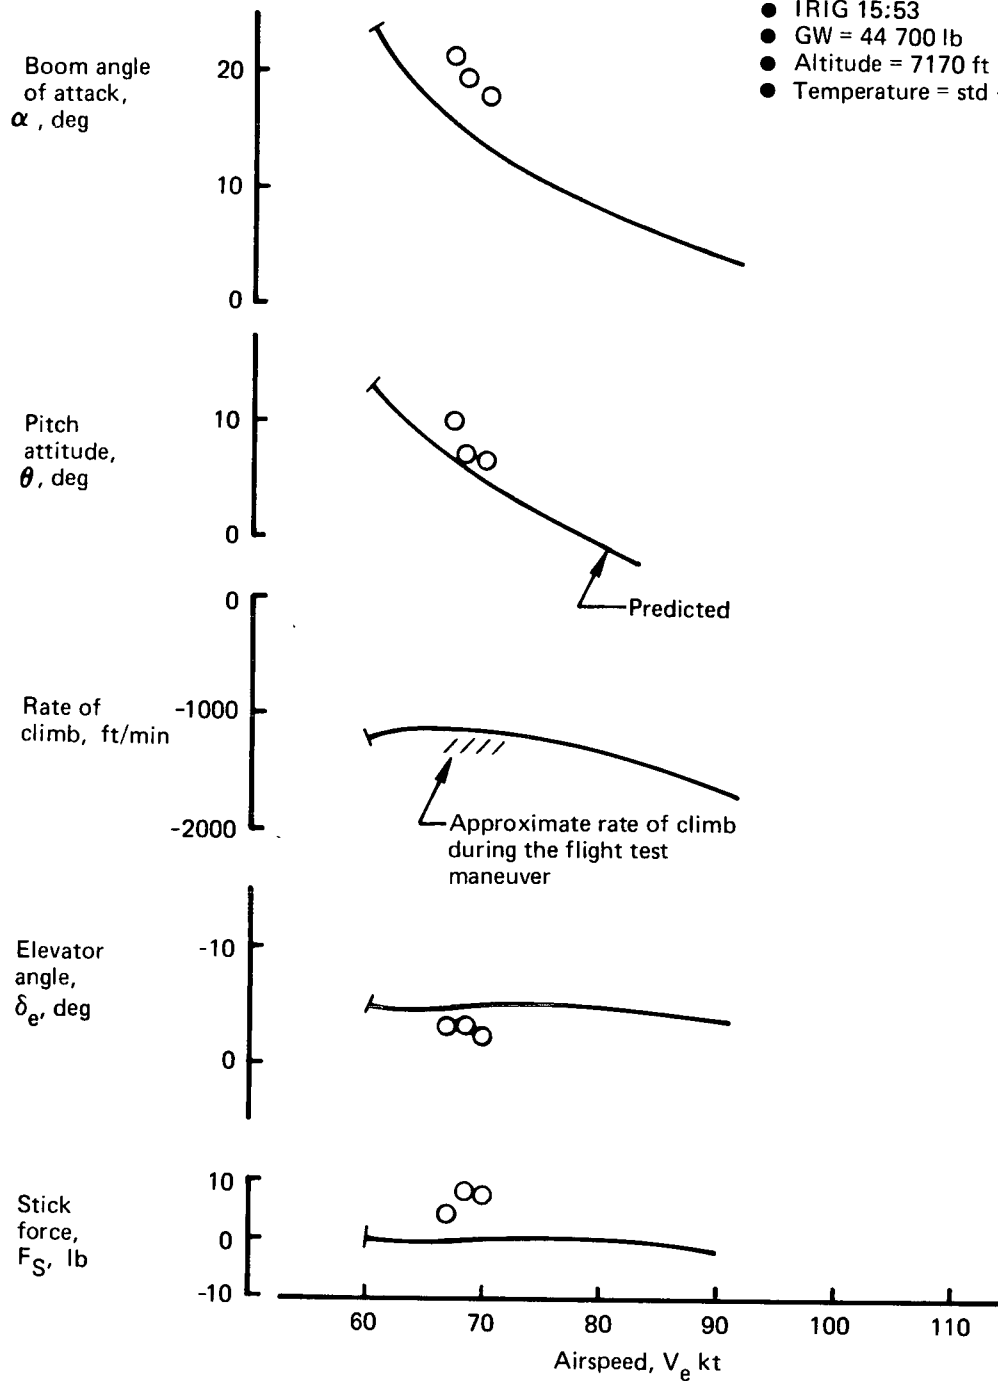 ● IRIG 15:53
● GW = 44 700 lb
● Altitude = 7170 ft
● Temperature = std
Boom angle
of attack,
α , deg
20
10
0
Pitch
attitude,
θ, deg
10
0
Predicted
Rate of
climb, ft/min
0
-1000
-2000
Approximate rate of climb
during the flight test
maneuver
Elevator
angle,
δe, deg
-10
0
Stick
force,
FS, lb
10
0
-10
60 70 80 90 100 110
Airspeed, Ve kt